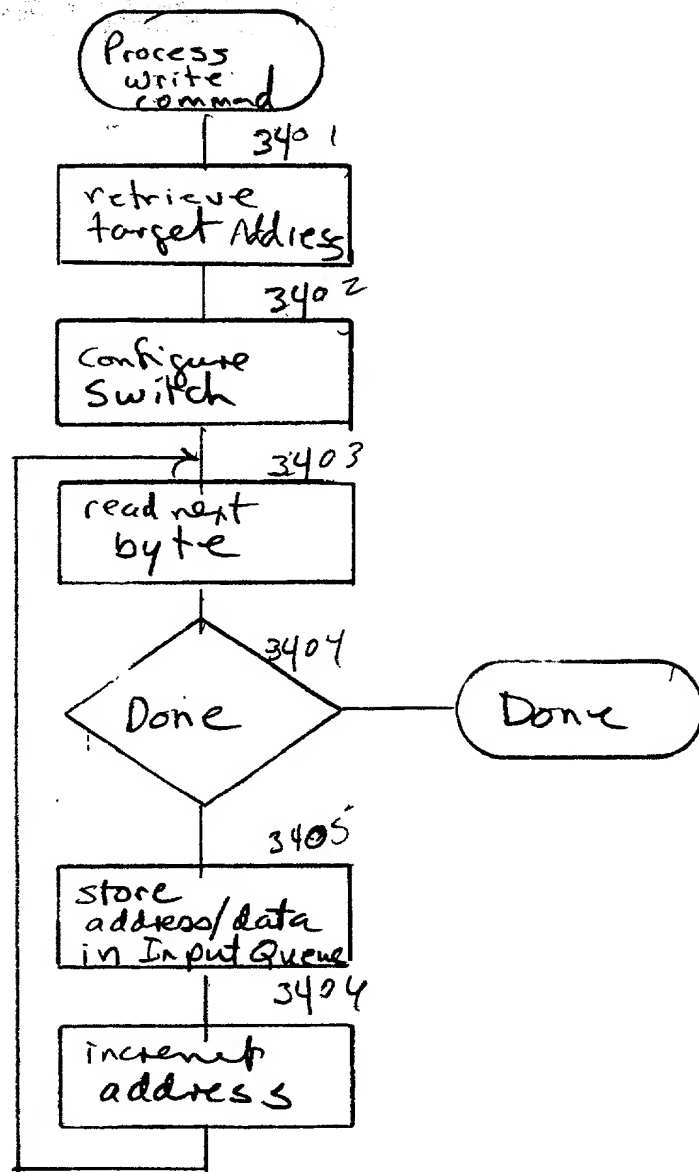 Process
write
command
3401
retrieve
target Address
3402
configure
Switch
3403
read next
byte
3404
Done
Done
3405
store
address/data
in Input Queue
3404
incremet
address